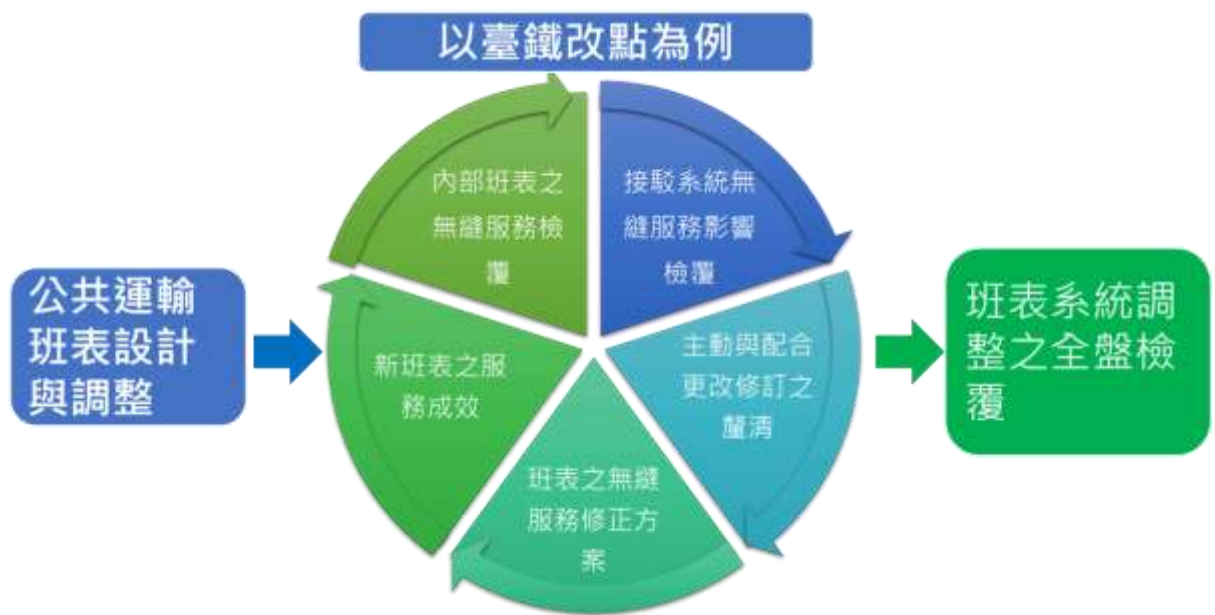 以臺鐵改點為例
公共運輸
班表設計
與調整
內部班表之
無縫服務檢
覆
接駁系統無
縫服務影響
檢覆
主動與配合
更改修訂之
釐清
班表之無縫
服務修正方
案
新班表之服
務成效
班表系統調
整之全盤檢
覆